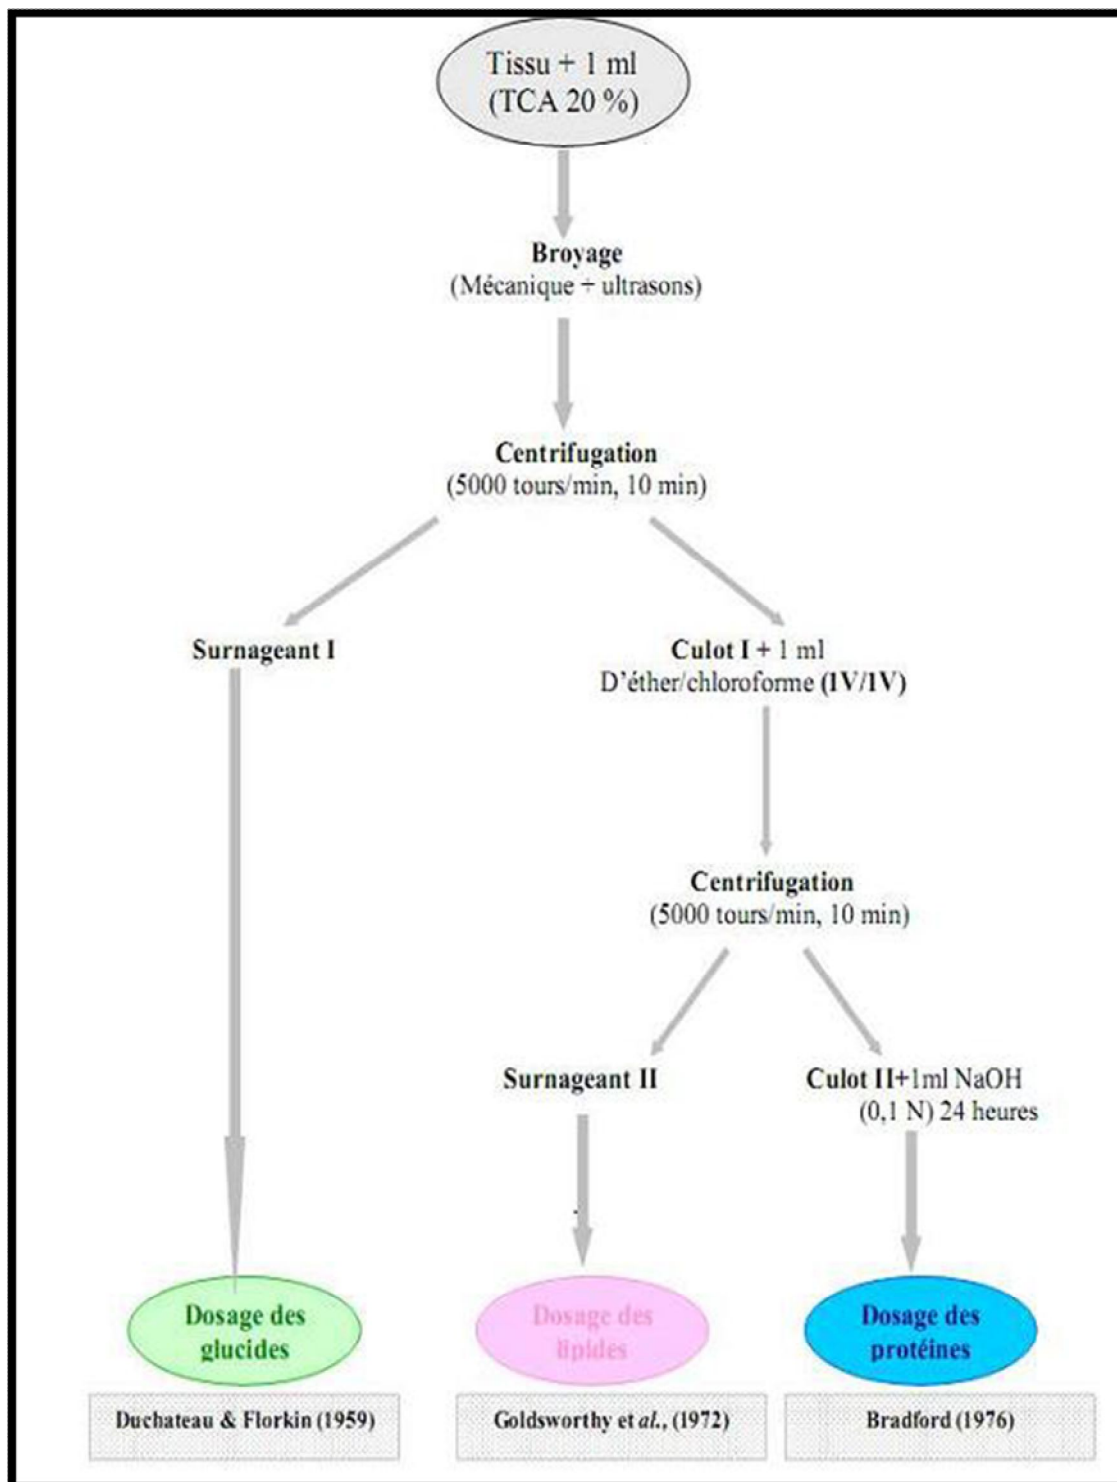 Tissu + 1 ml
(TCA 20 %)
Broyage
(Mécanique + ultrasons)
Centrifugation
(5000 tours/min, 10 min)
Surnageant I
Culot I + 1 ml
D'éther/chloroforme (1V/1V)
Centrifugation
(5000 tours/min, 10 min)
Surnageant II
Culot II+1ml NaOH
(0,1 N) 24 heures
Dosage des
glucides
Dosage des
lipides
Dosage des
protéines
Duchateau & Florkin (1959)
Goldsworthy et al., (1972)
Bradford (1976)